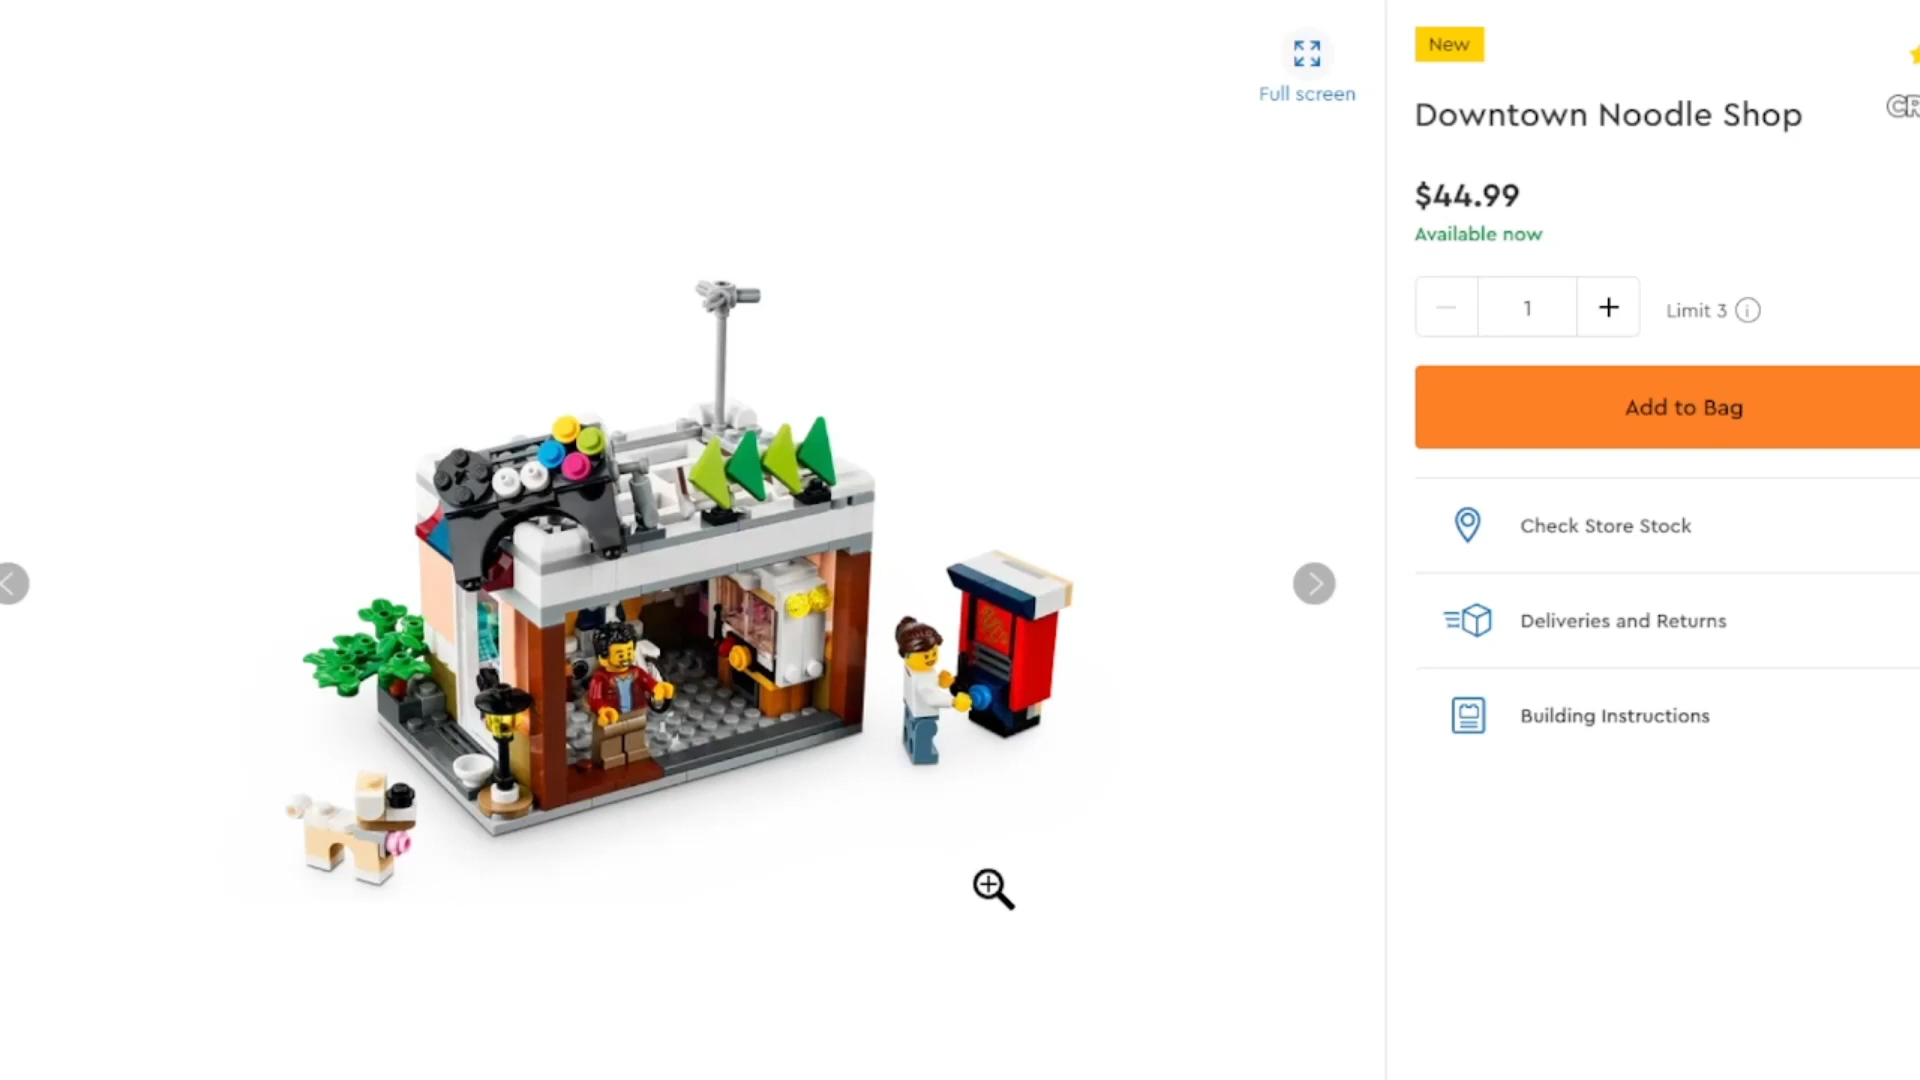 Full screen
New
Downtown Noodle Shop
CR
$44.99
Available now
1
Limit 3
Add to Bag
Check Store Stock
Deliveries and Returns
Building Instructions